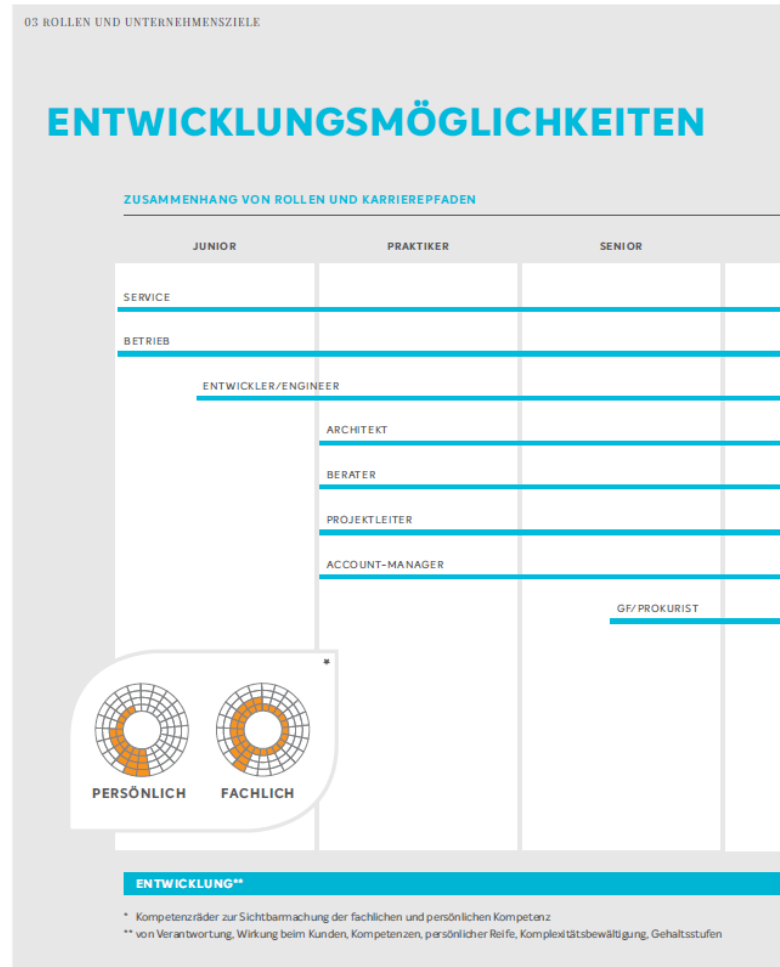 03 ROLLEN UND UNTERNEHMENSZIELE
ENTWICKLUNGSMÖGLICHKEITEN
ZUSAMMENHANG VON ROLLEN UND KARRIEREPFADEN
JUNIOR PRAKTIKER SENIOR
SERVICE
BETRIEB
ENTWICKLER/ENGINEER
ARCHITEKT
BERATER
PROJEKTLEITER
ACCOUNT-MANAGER
GF/PROKURIST
*
PERSÖNLICH FACHLICH
ENTWICKLUNG**
* Kompetenzräder zur Sichtbarmachung der fachlichen und persönlichen Kompetenz
** von Verantwortung, Wirkung beim Kunden, Kompetenzen, persönlicher Reife, Komplexitätsbewältigung, Gehaltsstufen